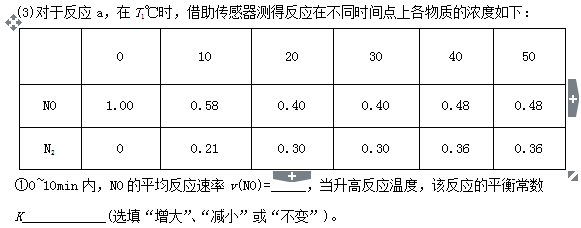 (3)对于反应 a，在 T₁℃时，借助传感器测得反应在不同时间点上各物质的浓度如下：
0 10 20 30 40 50
NO 1.00 0.58 0.40 0.40 0.48 0.48
N₂ 0 0.21 0.30 0.30 0.36 0.36
①0~10min 内，NO 的平均反应速率 v(NO)=_____，当升高反应温度，该反应的平衡常数
K____________(选填“增大”、“减小”或“不变”)。